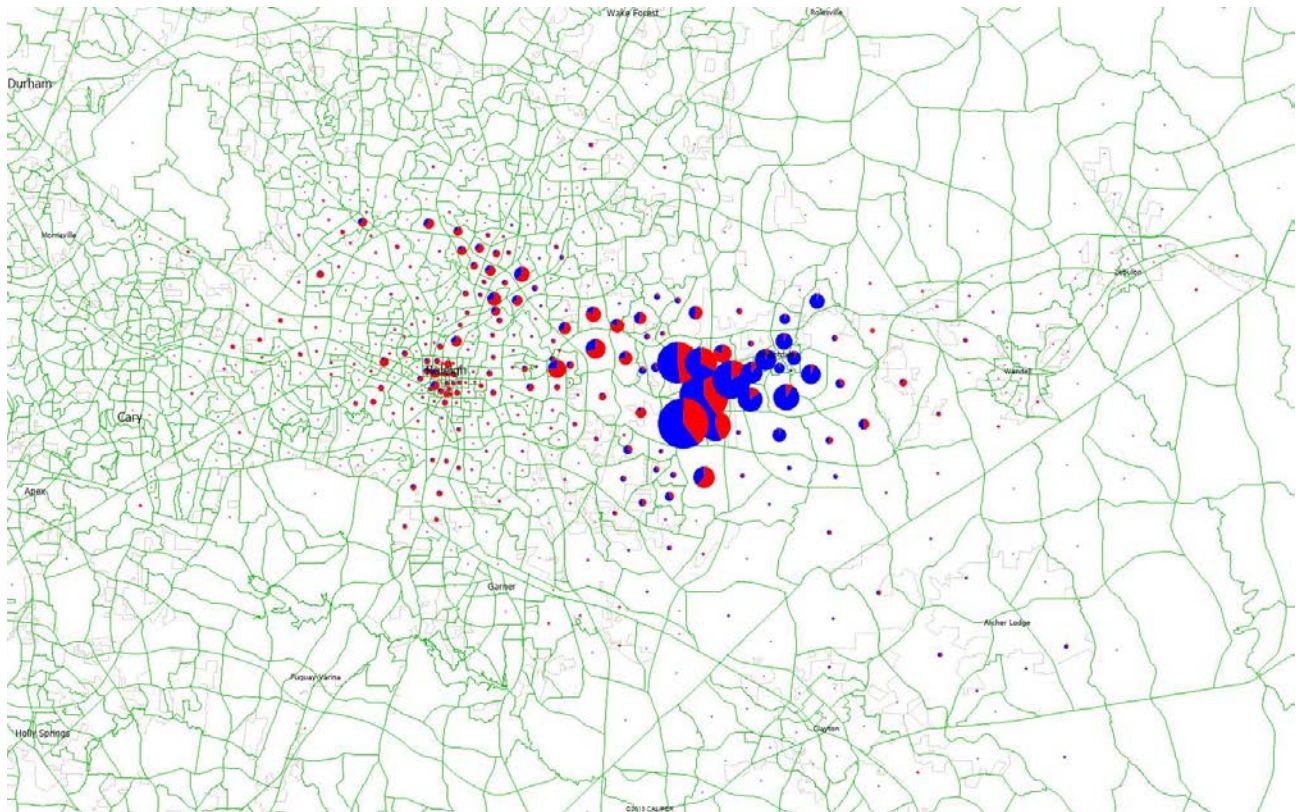 Wake Forest
Rolesville
Durham
Morrisville
Zebulon
Raleigh
Wendell
Cary
Apex
Garner
Archer Lodge
Fuquay-Varina
Clayton
Holly Springs
©2013 CALIPER